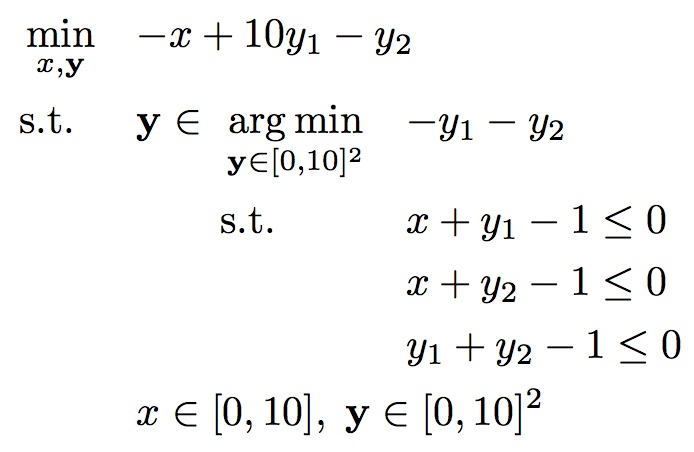 min −x + 10y₁ − y₂
x,y
s.t. y ∈ arg min −y₁ − y₂
y∈[0,10]²
s.t. x + y₁ − 1 ≤ 0
x + y₂ − 1 ≤ 0
y₁ + y₂ − 1 ≤ 0
x ∈ [0, 10], y ∈ [0, 10]²